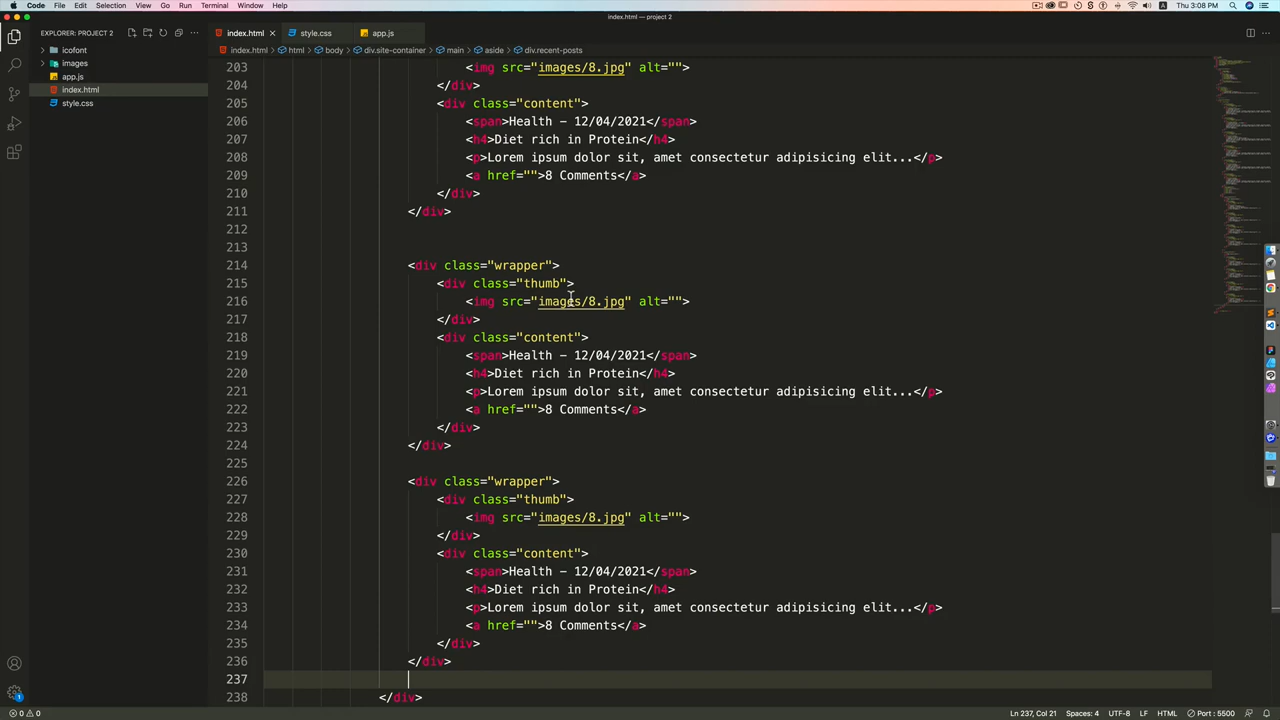 Code File Edit Selection View Go Run Terminal Window Help Thu 3:08 PM
index.html — project 2
EXPLORER: PROJECT 2
index.html style.css app.js
index.html > html > body > div.site-container > main > aside > div.recent-posts
icofont
images
app.js
index.html
style.css
203 <img src="images/8.jpg" alt="">
204 </div>
205 <div class="content">
206 <span>Health - 12/04/2021</span>
207 <h4>Diet rich in Protein</h4>
208 <p>Lorem ipsum dolor sit, amet consectetur adipisicing elit...</p>
209 <a href="">8 Comments</a>
210 </div>
211 </div>
212
213
214 <div class="wrapper">
215 <div class="thumb">
216 <img src="images/8.jpg" alt="">
217 </div>
218 <div class="content">
219 <span>Health - 12/04/2021</span>
220 <h4>Diet rich in Protein</h4>
221 <p>Lorem ipsum dolor sit, amet consectetur adipisicing elit...</p>
222 <a href="">8 Comments</a>
223 </div>
224 </div>
225
226 <div class="wrapper">
227 <div class="thumb">
228 <img src="images/8.jpg" alt="">
229 </div>
230 <div class="content">
231 <span>Health - 12/04/2021</span>
232 <h4>Diet rich in Protein</h4>
233 <p>Lorem ipsum dolor sit, amet consectetur adipisicing elit...</p>
234 <a href="">8 Comments</a>
235 </div>
236 </div>
237
238 </div>
0 0 Ln 237, Col 21 Spaces: 4 UTF-8 LF HTML Port : 5500